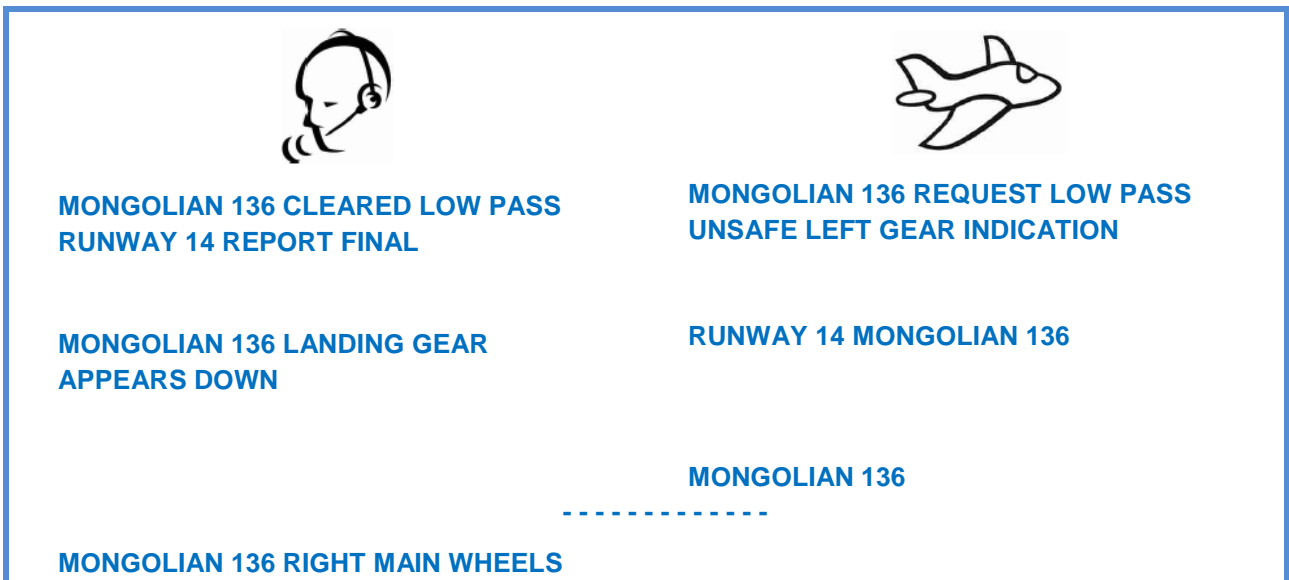 MONGOLIAN 136 REQUEST LOW PASS
UNSAFE LEFT GEAR INDICATION
MONGOLIAN 136 CLEARED LOW PASS
RUNWAY 14 REPORT FINAL
RUNWAY 14 MONGOLIAN 136
MONGOLIAN 136 LANDING GEAR
APPEARS DOWN
MONGOLIAN 136
- - - - - - - - - - - - -
MONGOLIAN 136 RIGHT MAIN WHEELS